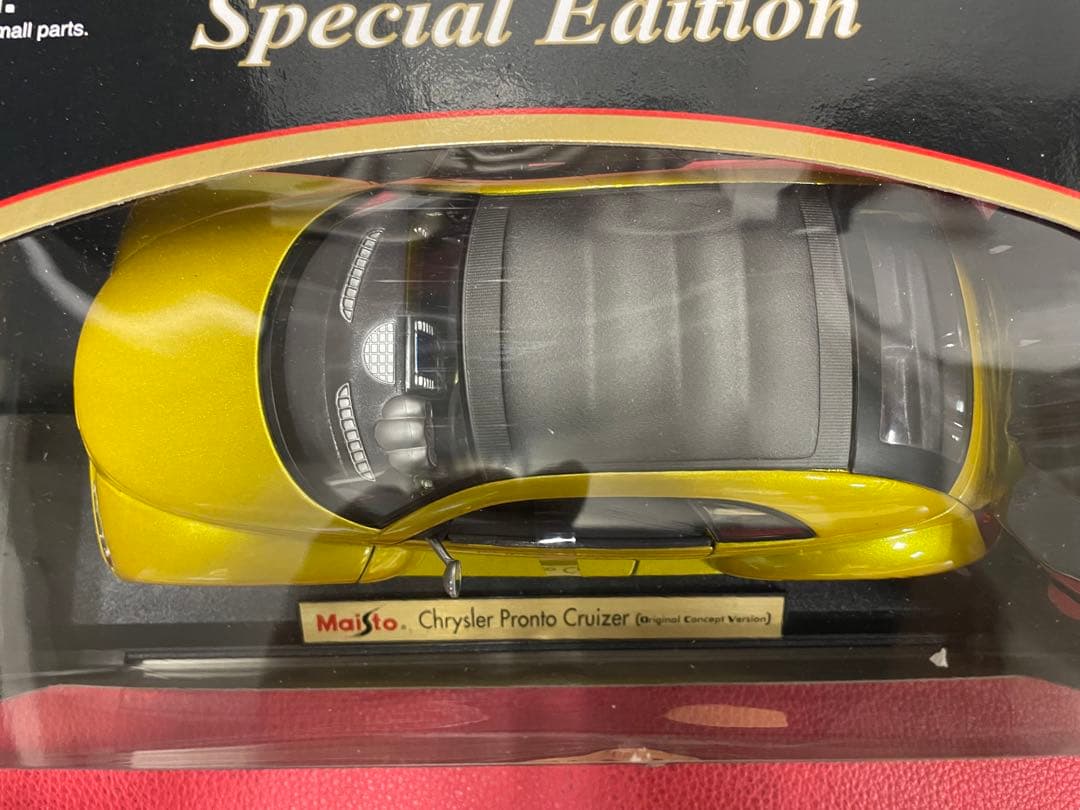 mall parts.
Special Edition
Maisto® Chrysler Pronto Cruizer (Original Concept Version)